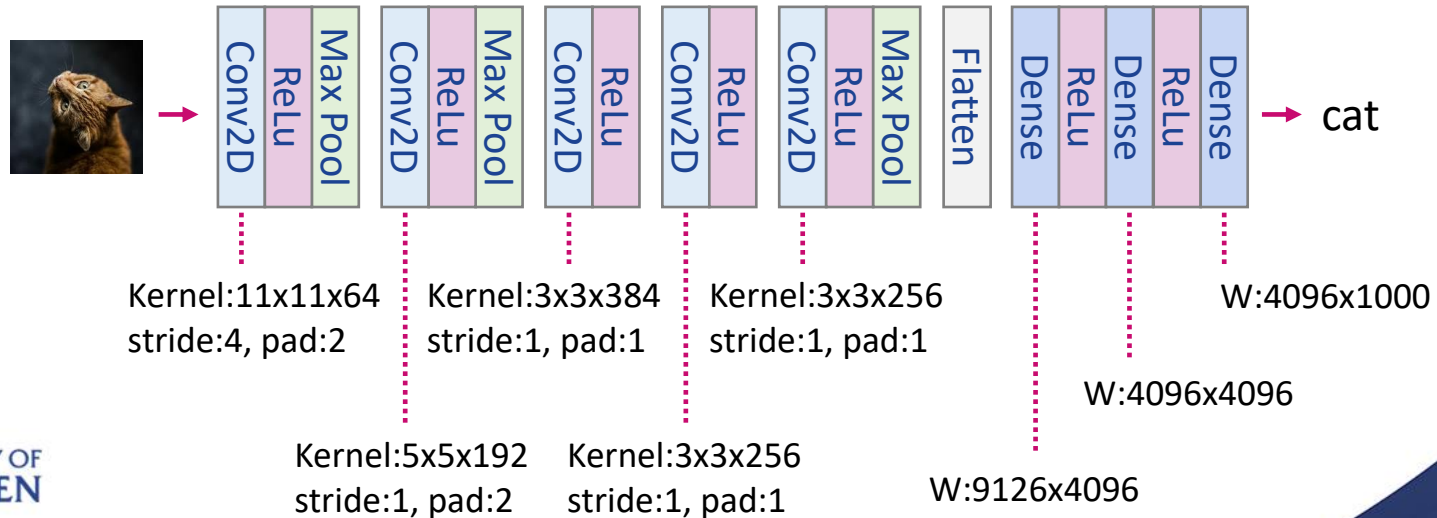 Conv2D
ReLu
Max Pool
Conv2D
ReLu
Max Pool
Conv2D
ReLu
Conv2D
ReLu
Conv2D
ReLu
Max Pool
Flatten
Dense
ReLu
Dense
ReLu
Dense
cat
Kernel:11x11x64
stride:4, pad:2
Kernel:3x3x384
stride:1, pad:1
Kernel:3x3x256
stride:1, pad:1
W:4096x1000
W:4096x4096
Kernel:5x5x192
stride:1, pad:2
Kernel:3x3x256
stride:1, pad:1
W:9126x4096
OF
EN